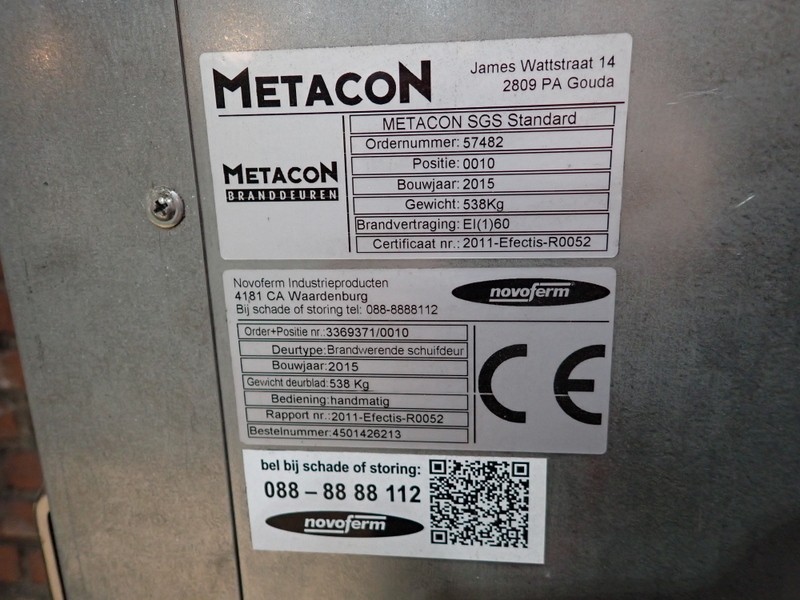 METACON
James Wattstraat 14
2809 PA Gouda
METACON
BRANDDEUREN
METACON SGS Standard
Ordernummer: 57482
Positie: 0010
Bouwjaar: 2015
Gewicht: 538Kg
Brandvertraging: EI(1)60
Certificaat nr.: 2011-Efectis-R0052
Novoferm Industrieproducten
4181 CA Waardenburg
Bij schade of storing tel: 088-8888112
novoferm
Order+Positie nr.: 3369371/0010
Deurtype: Brandwerende schuifdeur
Bouwjaar: 2015
Gewicht deurblad: 538 Kg
Bediening: handmatig
Rapport nr.: 2011-Efectis-R0052
Bestelnummer: 4501426213
CE
bel bij schade of storing:
088 – 88 88 112
novoferm